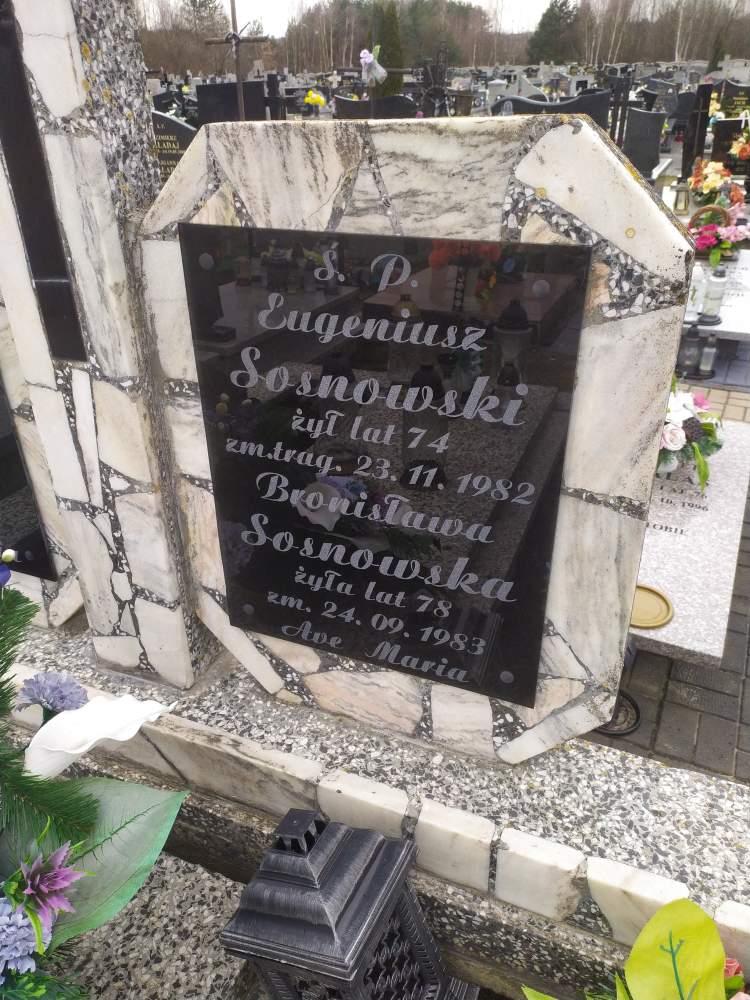 Ś. P.
Eugeniusz
Sosnowski
żył lat 74
zm.trag. 23. 11. 1982
Bronisława
Sosnowska
żyła lat 78
zm. 24. 09. 1983
Ave Maria